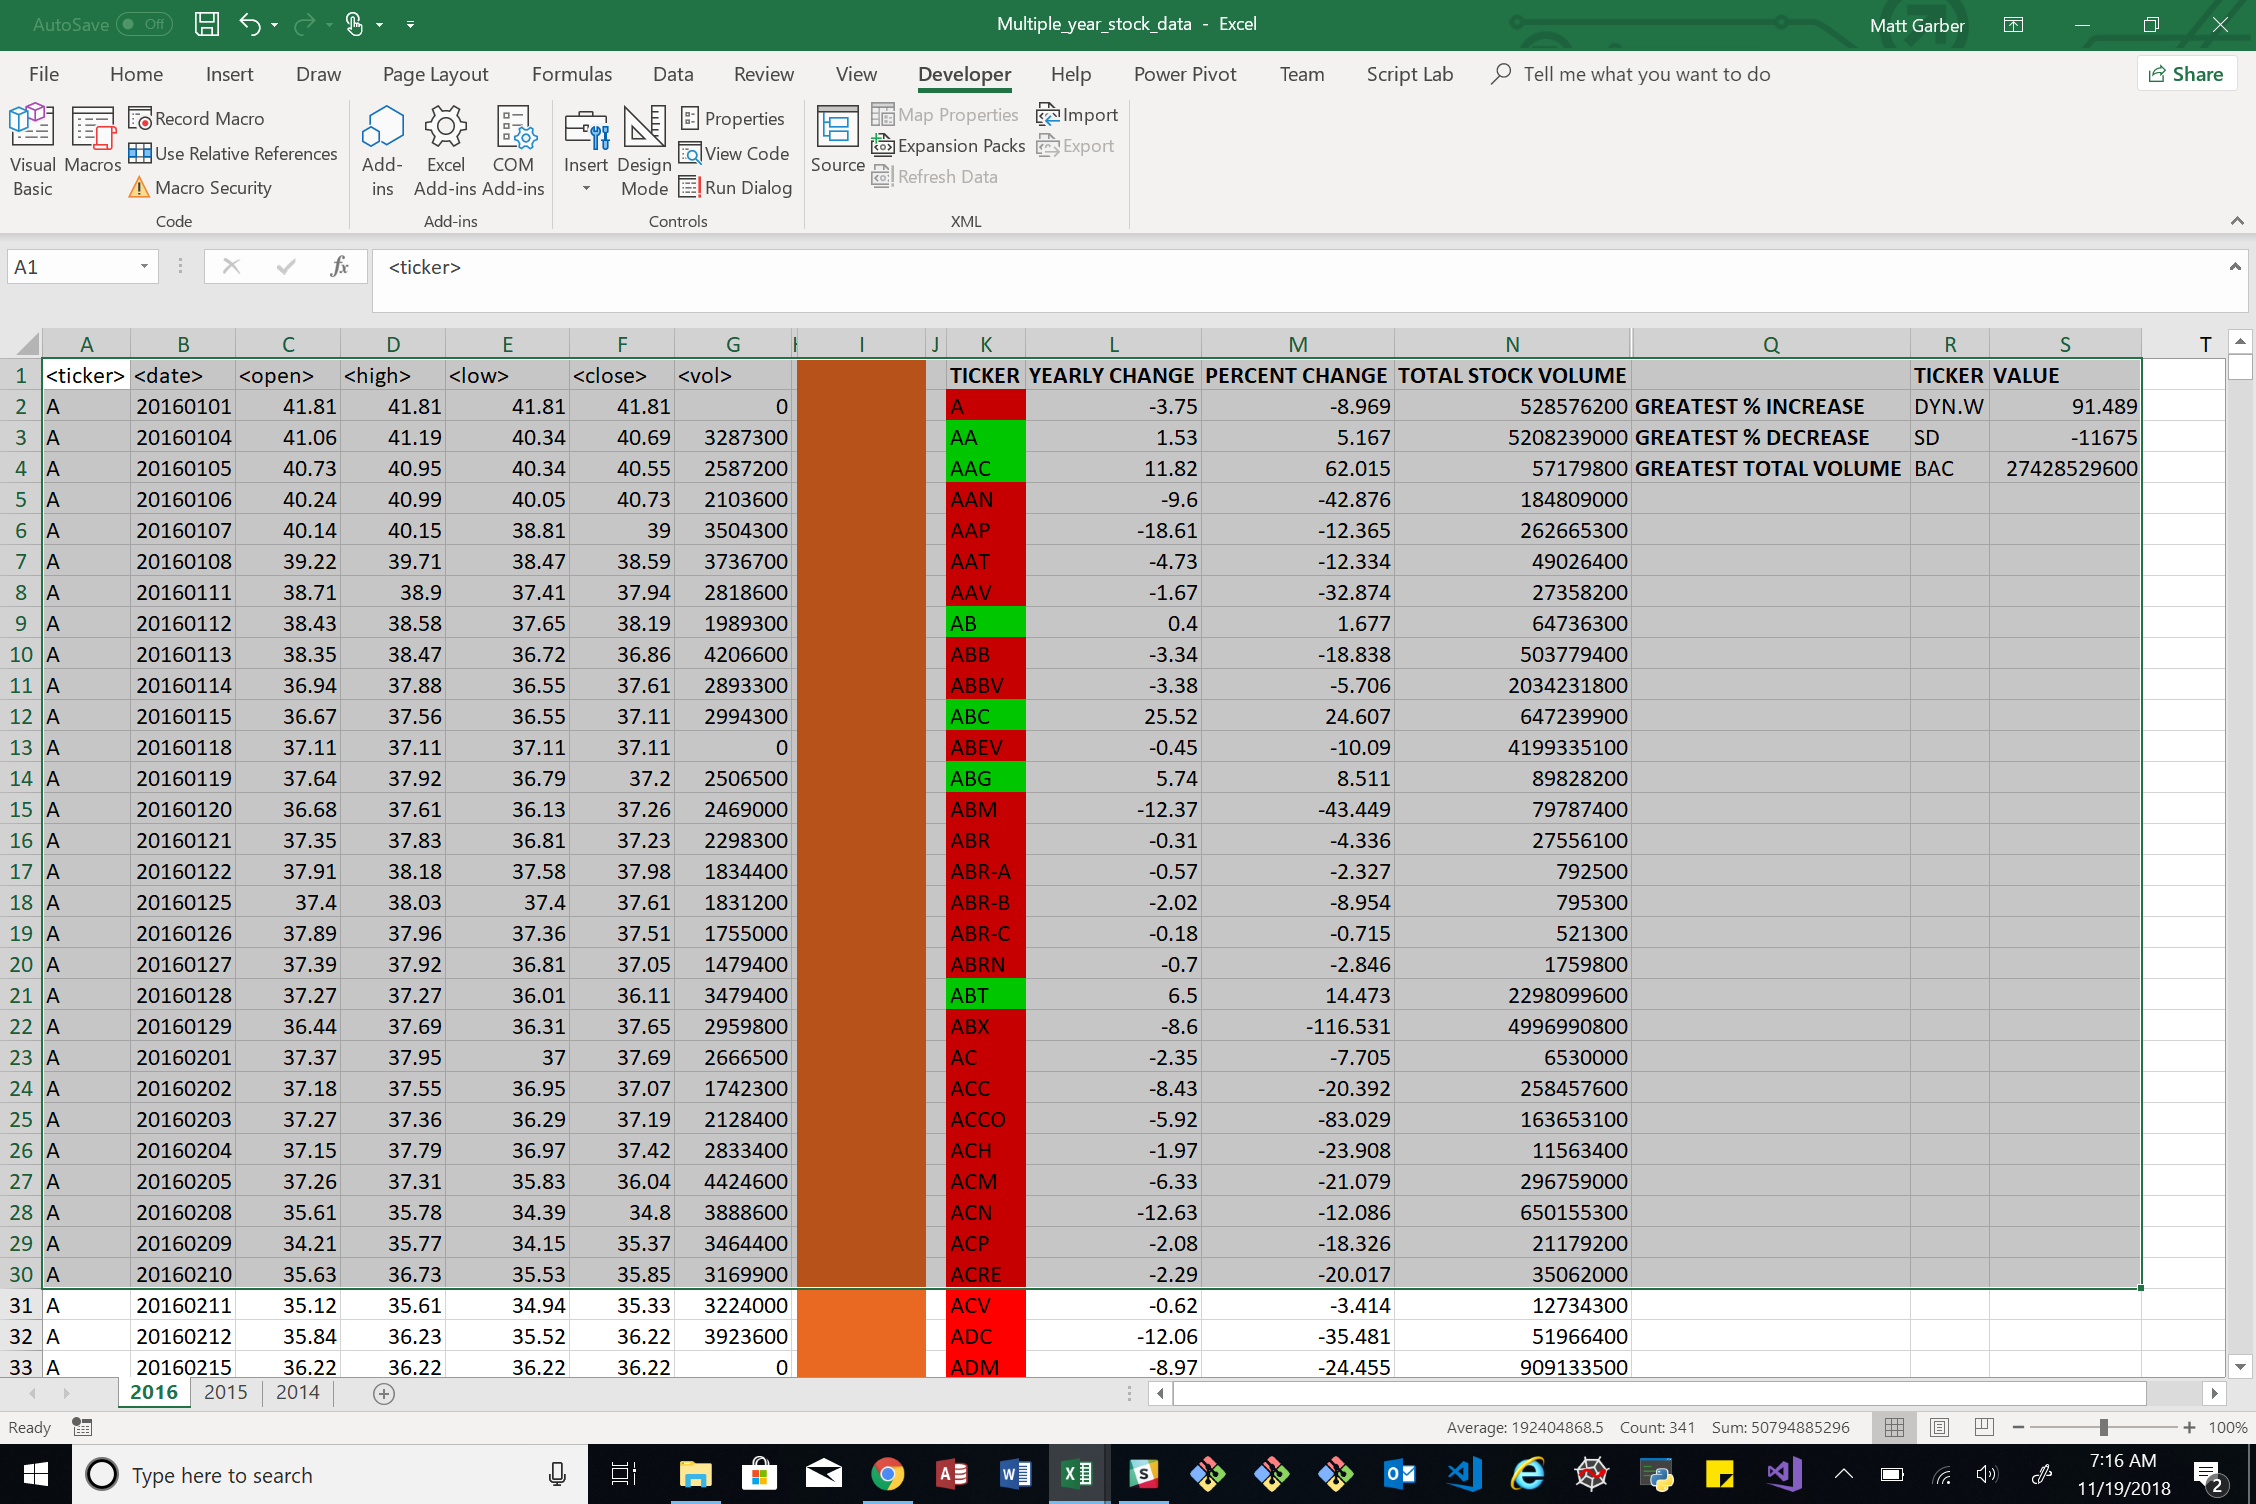 AutoSave Off
Multiple_year_stock_data - Excel
Matt Garber
File Home Insert Draw Page Layout Formulas Data Review View Developer Help Power Pivot Team Script Lab Tell me what you want to do Share
Visual Basic
Macros
Record Macro
Use Relative References
Macro Security
Code
Add-ins
Excel Add-ins
COM Add-ins
Add-ins
Insert
Design Mode
Properties
View Code
Run Dialog
Controls
Source
Map Properties
Expansion Packs
Refresh Data
Import
Export
XML
A1
fx
<ticker>
A B C D E F G H I J K L M N Q R S T
1 <ticker> <date> <open> <high> <low> <close> <vol> TICKER YEARLY CHANGE PERCENT CHANGE TOTAL STOCK VOLUME TICKER VALUE
2 A 20160101 41.81 41.81 41.81 41.81 0 A -3.75 -8.969 528576200 GREATEST % INCREASE DYN.W 91.489
3 A 20160104 41.06 41.19 40.34 40.69 3287300 AA 1.53 5.167 5208239000 GREATEST % DECREASE SD -11675
4 A 20160105 40.73 40.95 40.34 40.55 2587200 AAC 11.82 62.015 57179800 GREATEST TOTAL VOLUME BAC 27428529600
5 A 20160106 40.24 40.99 40.05 40.73 2103600 AAN -9.6 -42.876 184809000
6 A 20160107 40.14 40.15 38.81 39 3504300 AAP -18.61 -12.365 262665300
7 A 20160108 39.22 39.71 38.47 38.59 3736700 AAT -4.73 -12.334 49026400
8 A 20160111 38.71 38.9 37.41 37.94 2818600 AAV -1.67 -32.874 27358200
9 A 20160112 38.43 38.58 37.65 38.19 1989300 AB 0.4 1.677 64736300
10 A 20160113 38.35 38.47 36.72 36.86 4206600 ABB -3.34 -18.838 503779400
11 A 20160114 36.94 37.88 36.55 37.61 2893300 ABBV -3.38 -5.706 2034231800
12 A 20160115 36.67 37.56 36.55 37.11 2994300 ABC 25.52 24.607 647239900
13 A 20160118 37.11 37.11 37.11 37.11 0 ABEV -0.45 -10.09 4199335100
14 A 20160119 37.64 37.92 36.79 37.2 2506500 ABG 5.74 8.511 89828200
15 A 20160120 36.68 37.61 36.13 37.26 2469000 ABM -12.37 -43.449 79787400
16 A 20160121 37.35 37.83 36.81 37.23 2298300 ABR -0.31 -4.336 27556100
17 A 20160122 37.91 38.18 37.58 37.98 1834400 ABR-A -0.57 -2.327 792500
18 A 20160125 37.4 38.03 37.4 37.61 1831200 ABR-B -2.02 -8.954 795300
19 A 20160126 37.89 37.96 37.36 37.51 1755000 ABR-C -0.18 -0.715 521300
20 A 20160127 37.39 37.92 36.81 37.05 1479400 ABRN -0.7 -2.846 1759800
21 A 20160128 37.27 37.27 36.01 36.11 3479400 ABT 6.5 14.473 2298099600
22 A 20160129 36.44 37.69 36.31 37.65 2959800 ABX -8.6 -116.531 4996990800
23 A 20160201 37.37 37.95 37 37.69 2666500 AC -2.35 -7.705 6530000
24 A 20160202 37.18 37.55 36.95 37.07 1742300 ACC -8.43 -20.392 258457600
25 A 20160203 37.27 37.36 36.29 37.19 2128400 ACCO -5.92 -83.029 163653100
26 A 20160204 37.15 37.79 36.97 37.42 2833400 ACH -1.97 -23.908 11563400
27 A 20160205 37.26 37.31 35.83 36.04 4424600 ACM -6.33 -21.079 296759000
28 A 20160208 35.61 35.78 34.39 34.8 3888600 ACN -12.63 -12.086 650155300
29 A 20160209 34.21 35.77 34.15 35.37 3464400 ACP -2.08 -18.326 21179200
30 A 20160210 35.63 36.73 35.53 35.85 3169900 ACRE -2.29 -20.017 35062000
31 A 20160211 35.12 35.61 34.94 35.33 3224000 ACV -0.62 -3.414 12734300
32 A 20160212 35.84 36.23 35.52 36.22 3923600 ADC -12.06 -35.481 51966400
33 A 20160215 36.22 36.22 36.22 36.22 0 ADM -8.97 -24.455 909133500
2016 2015 2014
Ready
Average: 192404868.5 Count: 341 Sum: 50794885296
100%
Type here to search
7:16 AM
11/19/2018
2